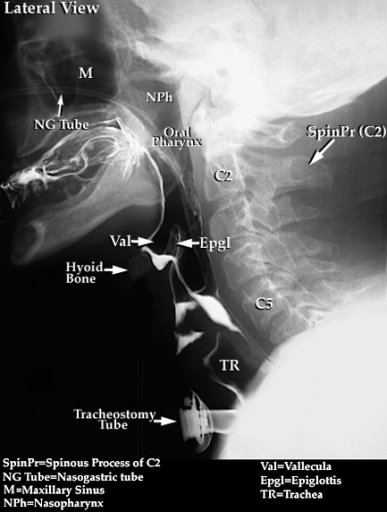 Lateral View
M
NPh
NG Tube
Oral
Pharynx
SpinPr (C2)
C2
Val
Epgl
Hyoid
Bone
C5
TR
Tracheostomy
Tube
SpinPr=Spinous Process of C2
NG Tube=Nasogastric tube
M=Maxillary Sinus
NPh=Nasopharynx
Val=Vallecula
Epgl=Epiglottis
TR=Trachea